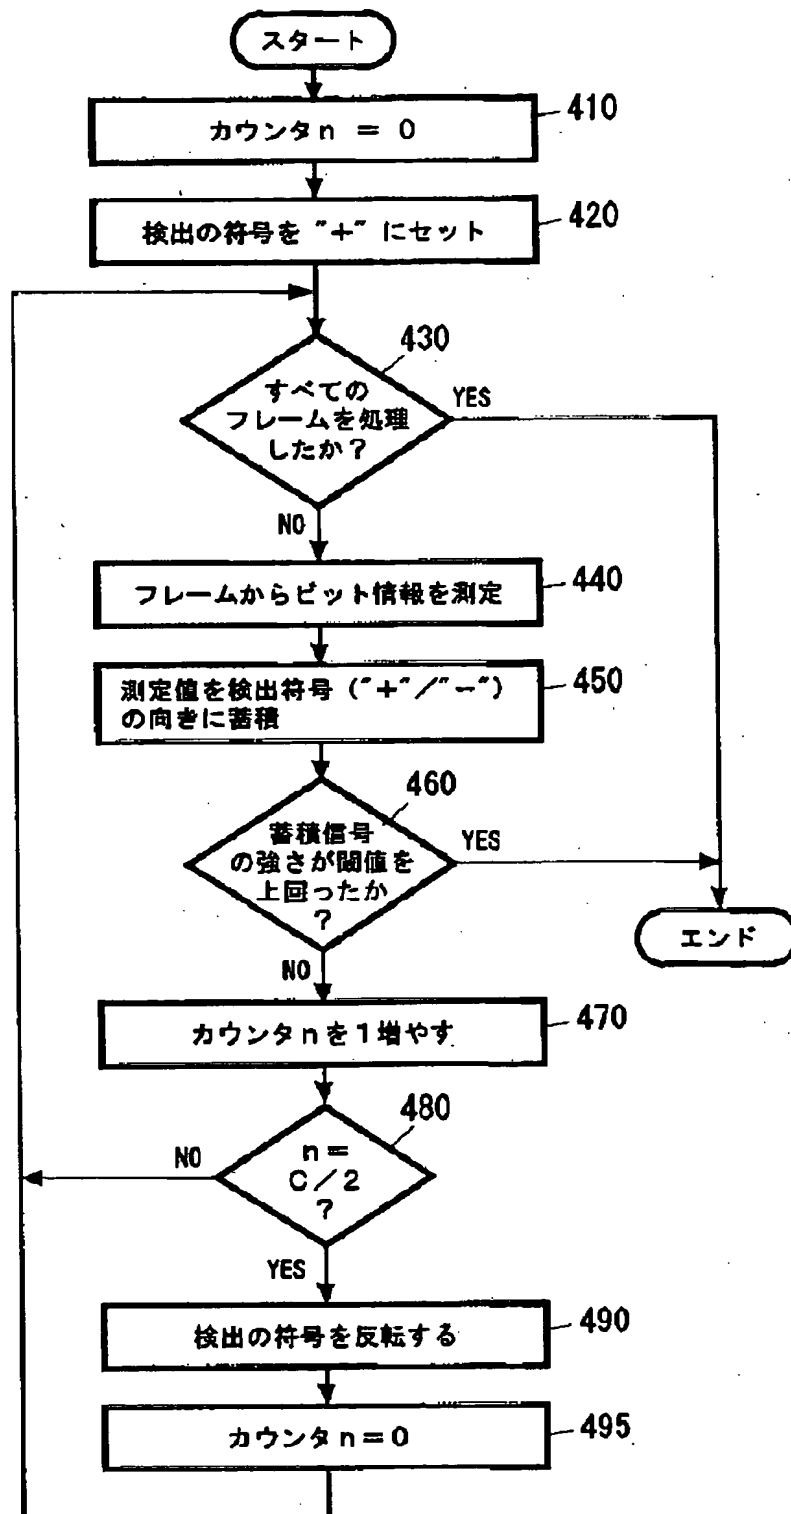 スタート
カウンタn = 0
410
検出の符号を "+" にセット
420
430
すべての
フレームを処理
したか?
YES
NO
フレームからビット情報を測定
440
測定値を検出符号 ("+"/"-")
の向きに蓄積
450
460
蓄積信号
の強さが閾値を
上回ったか
?
YES
エンド
NO
カウンタnを1増やす
470
480
n=
C/2
?
NO
YES
検出の符号を反転する
490
カウンタn=0
495